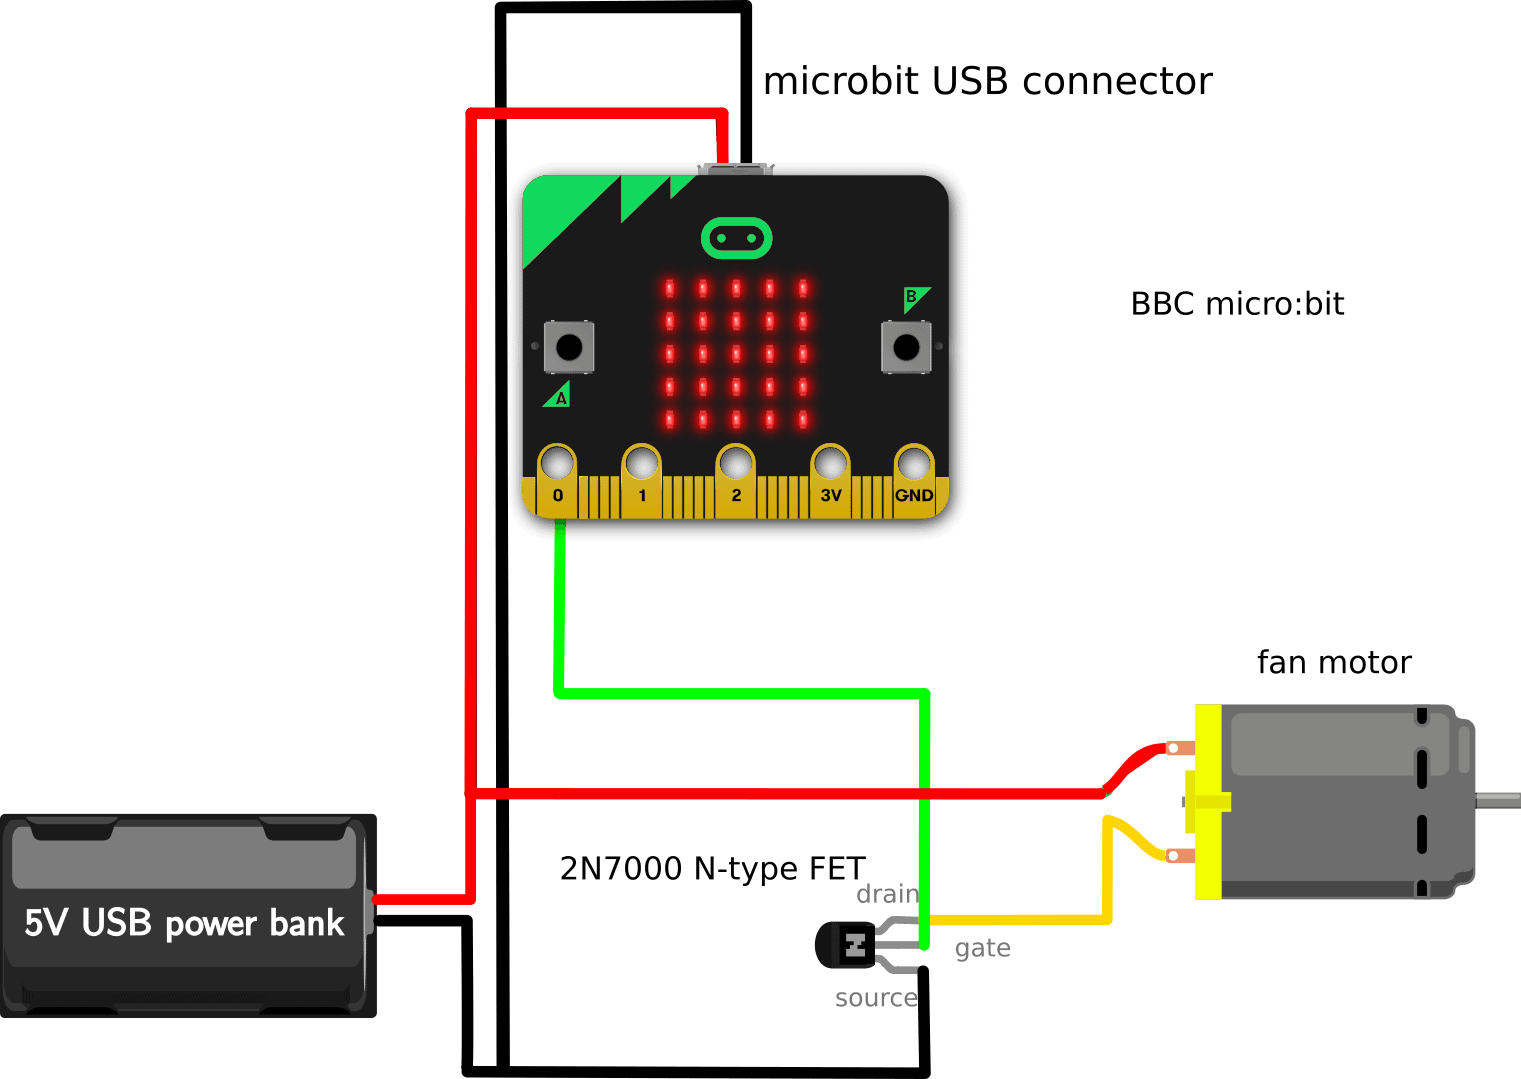 microbit USB connector
BBC micro:bit
B
A
0 1 2 3V GND
fan motor
2N7000 N-type FET
drain
5V USB power bank
gate
source